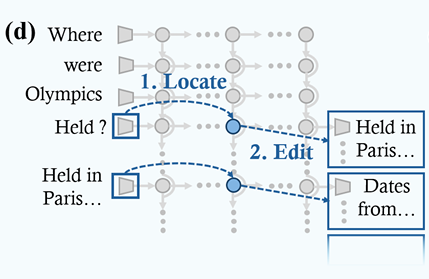 (d) Where
were
1. Locate
Olympics
Held ?
Held in
Paris...
2. Edit
Held in
Paris...
Dates
from...